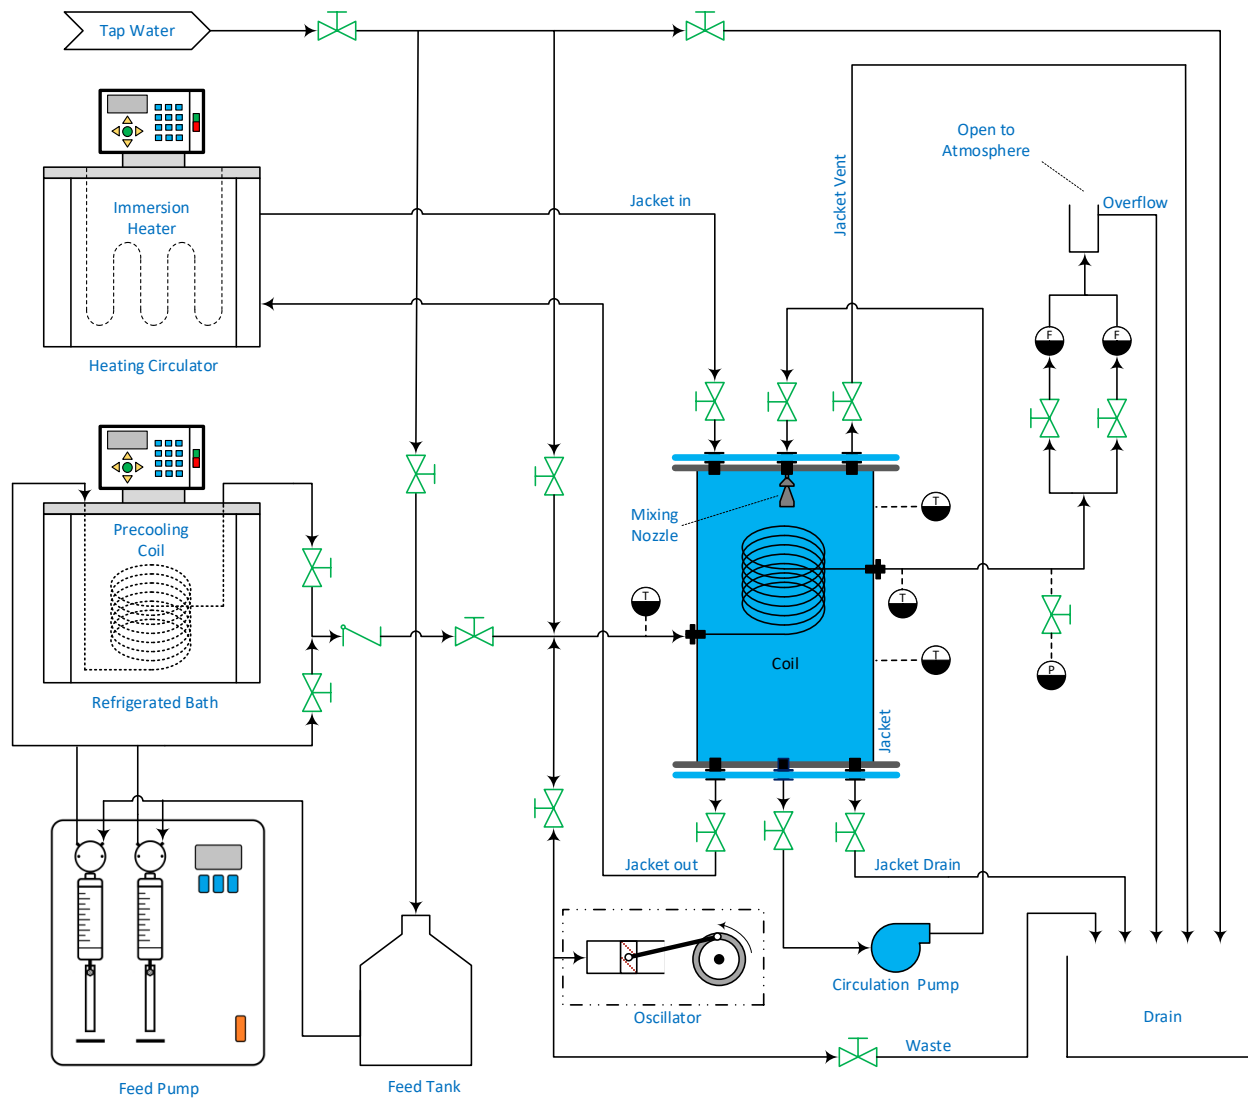 Tap Water
Open to
Atmosphere
Jacket Vent
Immersion
Heater
Jacket in
Overflow
F
F
Heating Circulator
Precooling
Coil
Mixing
Nozzle
T
T
T
T
Coil
P
Refrigerated Bath
Jacket
Jacket out
Jacket Drain
Circulation Pump
Oscillator
Drain
Waste
Feed Pump
Feed Tank